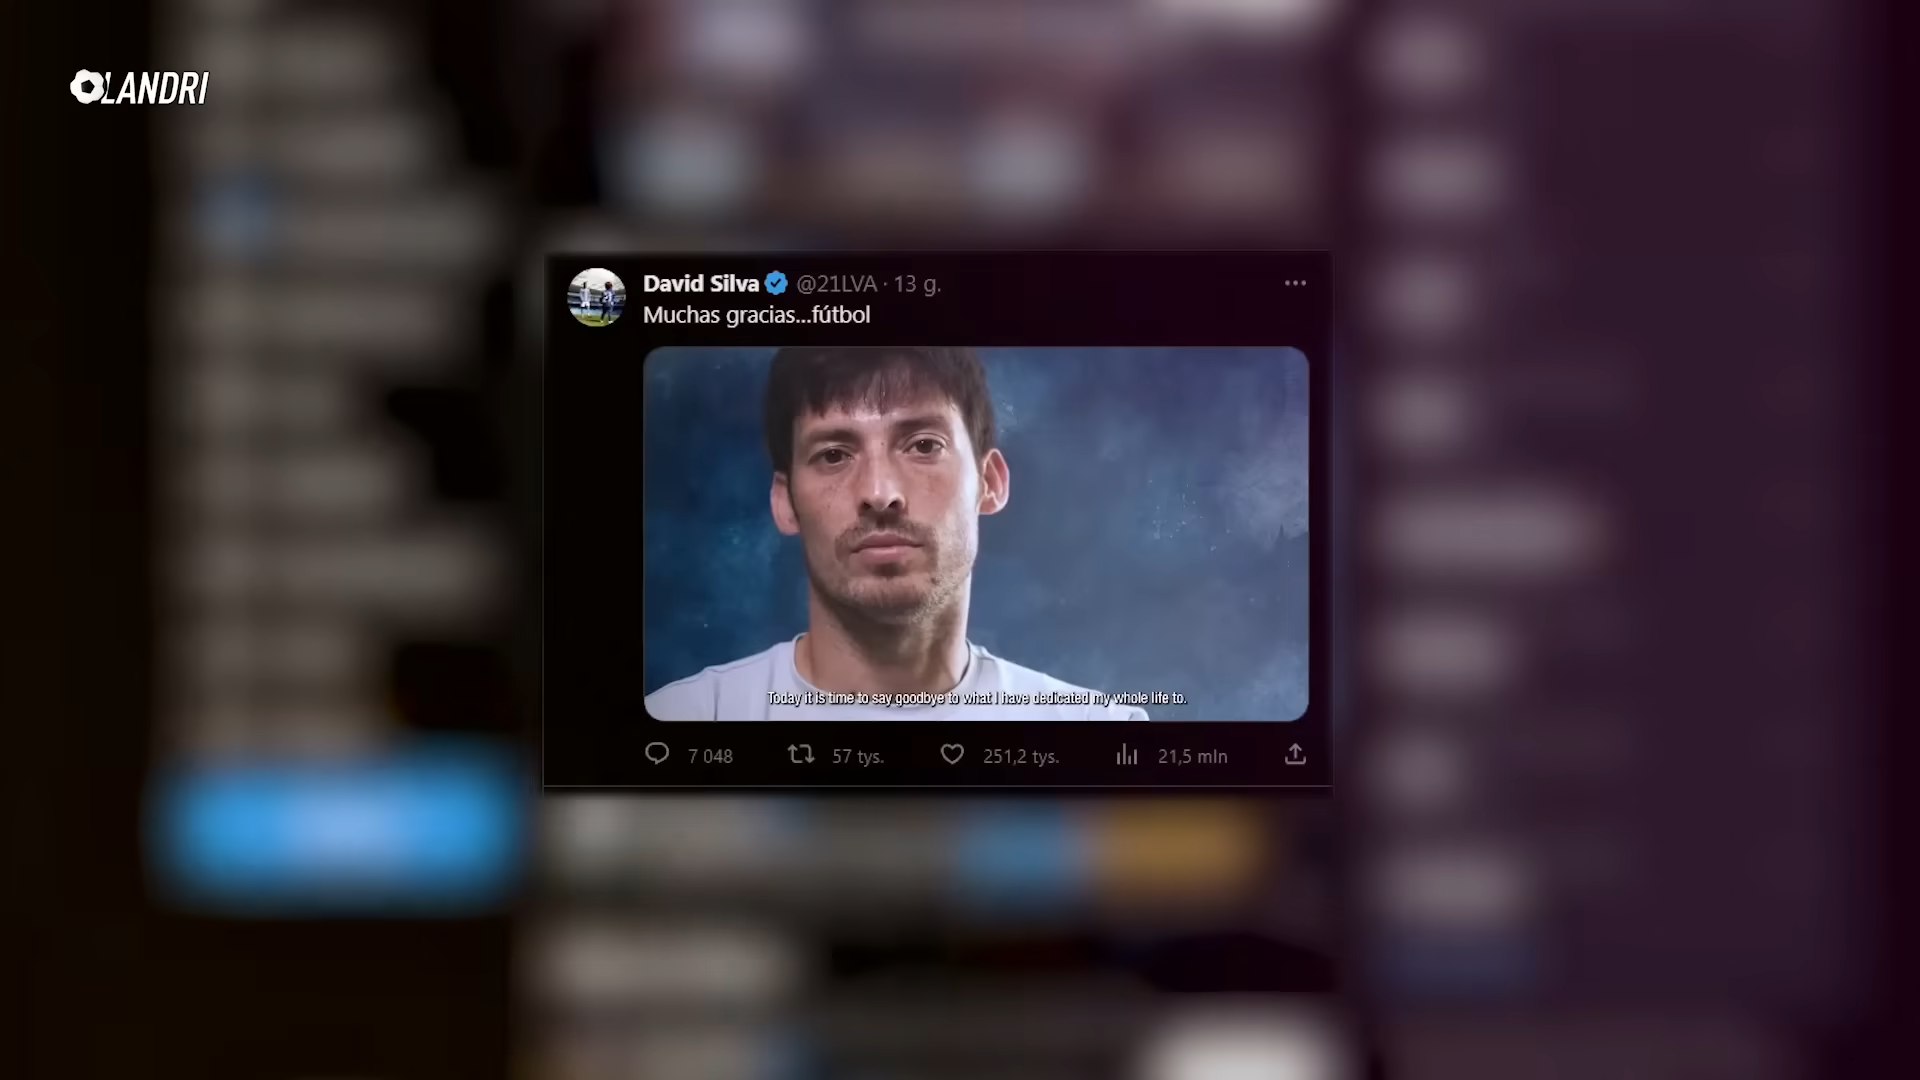 OLANDRI
David Silva @21LVA · 13 g.
Muchas gracias...fútbol
Today it is time to say goodbye to what I have dedicated my whole life to.
7 048 57 tys. 251,2 tys. 21,5 mln